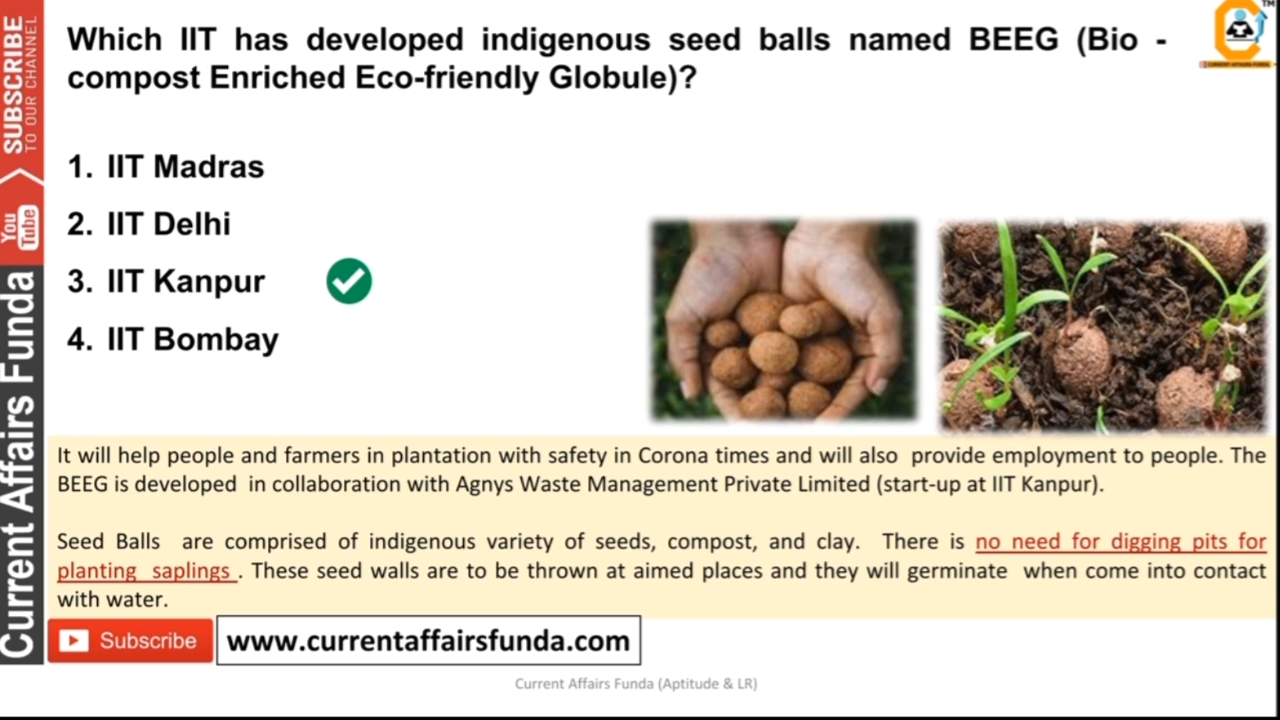 Which IIT has developed indigenous seed balls named BEEG (Bio -
compost Enriched Eco-friendly Globule)?
1. IIT Madras
2. IIT Delhi
3. IIT Kanpur
4. IIT Bombay
It will help people and farmers in plantation with safety in Corona times and will also provide employment to people. The
BEEG is developed in collaboration with Agnys Waste Management Private Limited (start-up at IIT Kanpur).
Seed Balls are comprised of indigenous variety of seeds, compost, and clay. There is no need for digging pits for
planting saplings . These seed walls are to be thrown at aimed places and they will germinate when come into contact
with water.
Subscribe
www.currentaffairsfunda.com
Current Affairs Funda (Aptitude & LR)
SUBSCRIBE
TO OUR CHANNEL
You
Tube
Current Affairs Funda
TM
CURRENT AFFAIRS FUNDA